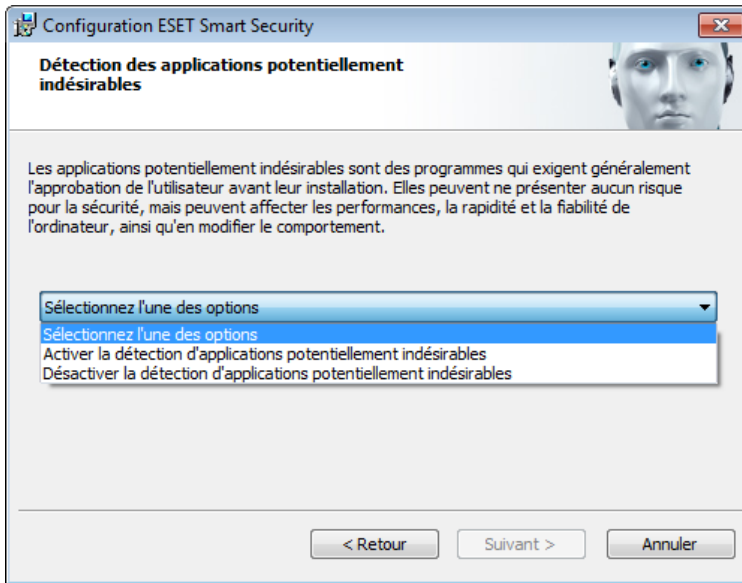 Configuration ESET Smart Security
Détection des applications potentiellement
indésirables
Les applications potentiellement indésirables sont des programmes qui exigent généralement
l'approbation de l'utilisateur avant leur installation. Elles peuvent ne présenter aucun risque
pour la sécurité, mais peuvent affecter les performances, la rapidité et la fiabilité de
l'ordinateur, ainsi qu'en modifier le comportement.
Sélectionnez l'une des options
Sélectionnez l'une des options
Activer la détection d'applications potentiellement indésirables
Désactiver la détection d'applications potentiellement indésirables
< Retour
Suivant >
Annuler